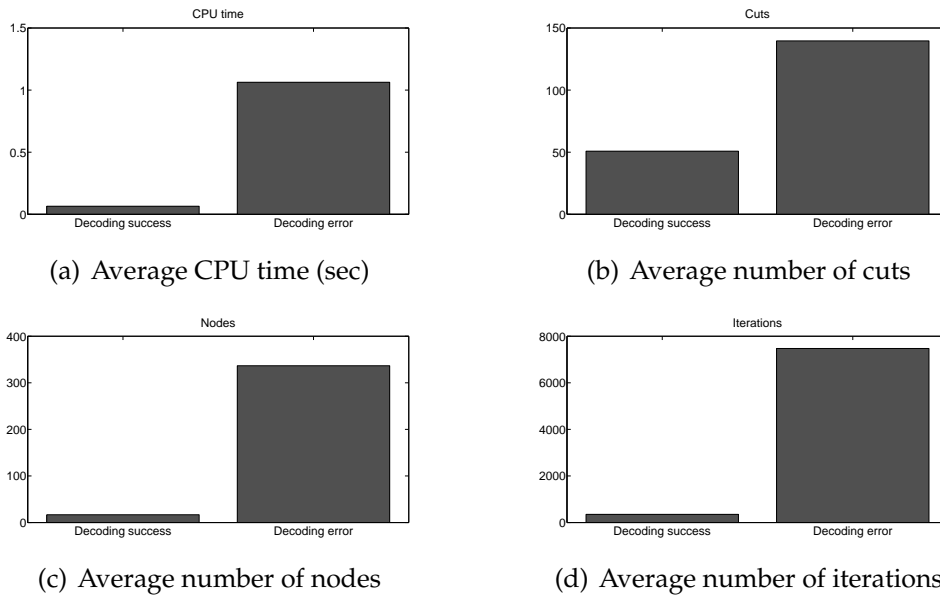 CPU time
1.5
1
0.5
0
Decoding success
Decoding error
(a) Average CPU time (sec)
Cuts
150
100
50
0
Decoding success
Decoding error
(b) Average number of cuts
Nodes
400
300
200
100
0
Decoding success
Decoding error
(c) Average number of nodes
Iterations
8000
6000
4000
2000
0
Decoding success
Decoding error
(d) Average number of iterations